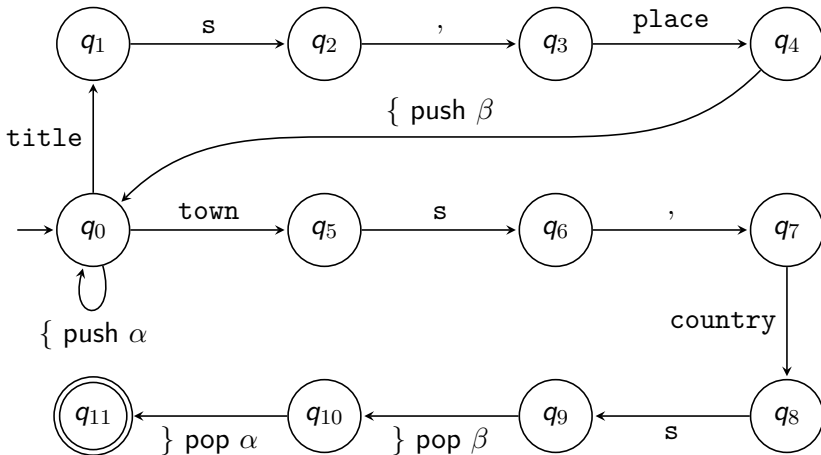 q1 s q2 , q3 place q4
{ push β
title
q0 town q5 s q6 , q7
{ push α
country
q11 } pop α q10 } pop β q9 s q8